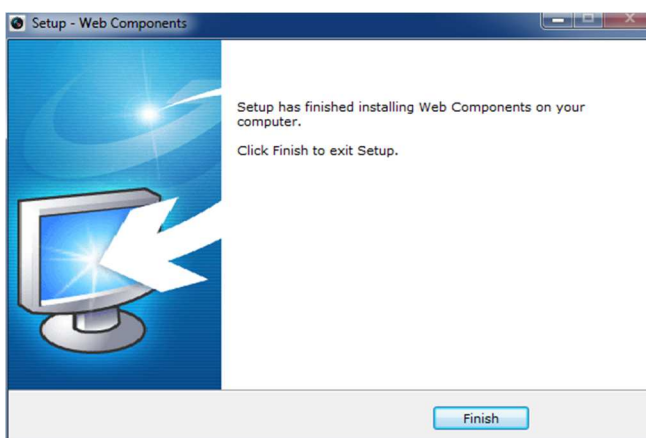 Setup - Web Components
Setup has finished installing Web Components on your
computer.
Click Finish to exit Setup.
Finish